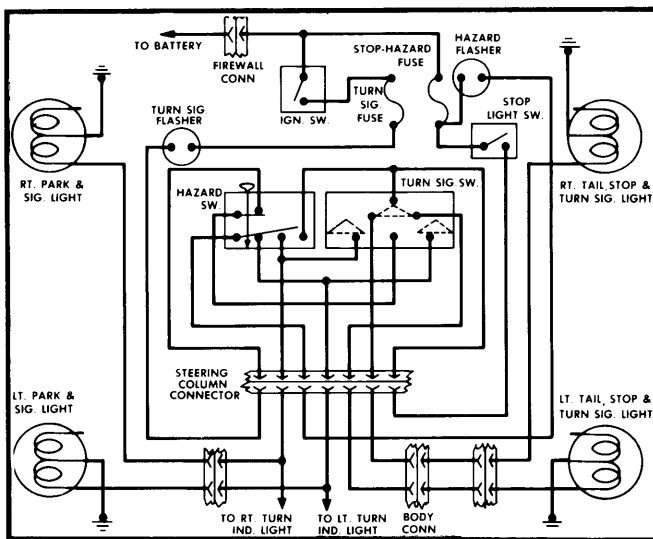 TO BATTERY
FIREWALL
CONN
STOP-HAZARD
FUSE
HAZARD
FLASHER
IGN. SW.
TURN
SIG.
FUSE
STOP
LIGHT SW.
TURN SIG.
FLASHER
RT. PARK &
SIG. LIGHT
HAZARD
SW.
TURN SIG SW.
RT. TAIL, STOP &
TURN SIG. LIGHT
STEERING
COLUMN
CONNECTOR
LT. PARK &
SIG. LIGHT
LT. TAIL, STOP &
TURN SIG. LIGHT
TO RT. TURN
IND. LIGHT
TO LT. TURN
IND. LIGHT
BODY
CONN